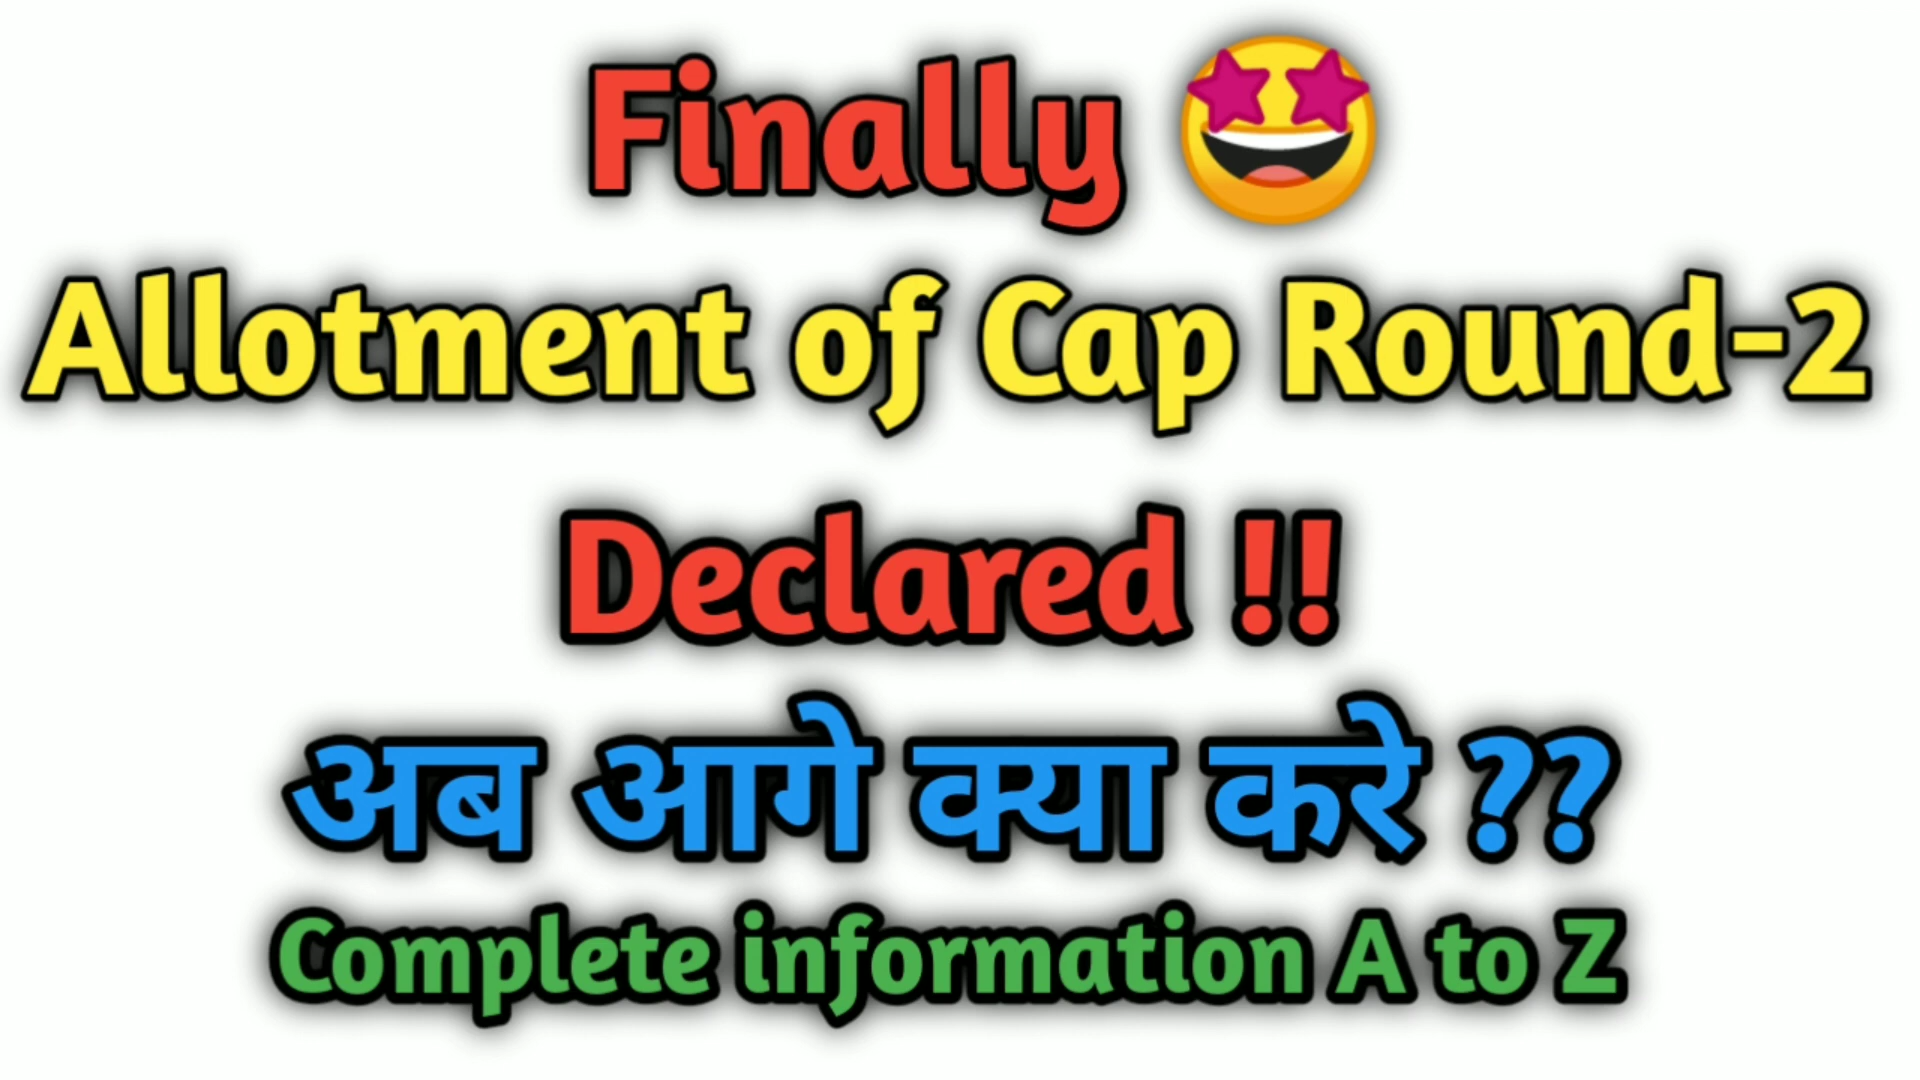 Finally 🤩
Allotment of Cap Round-2
Declared !!
अब आगे क्या करे ??
Complete information A to Z